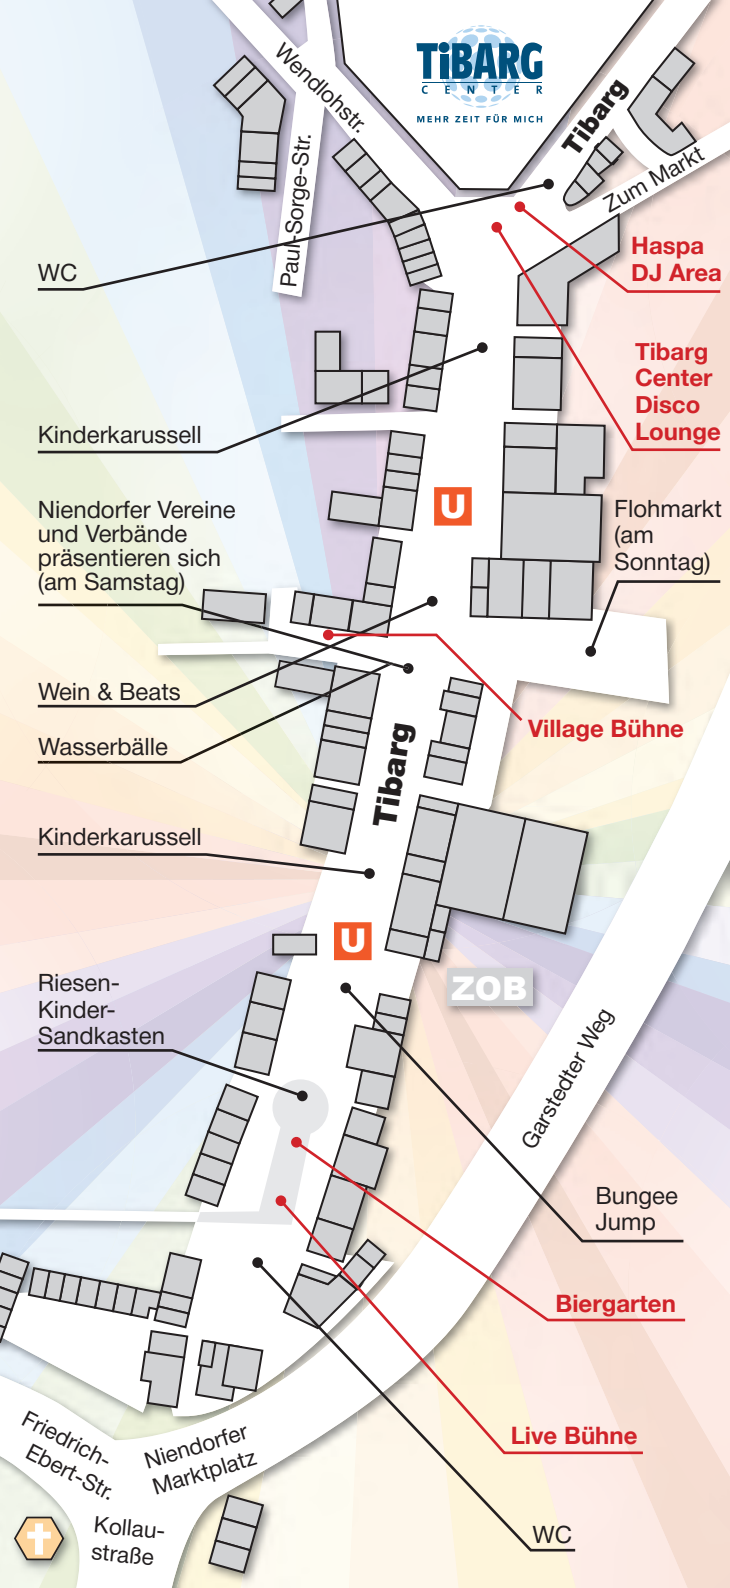 TiBARG
CENTER
MEHR ZEIT FÜR MICH
Wendlohstr.
Paul-Sorge-Str.
Tibarg
Zum Markt
WC
Haspa
DJ Area
Tibarg
Center
Disco
Lounge
Kinderkarussell
Niendorfer Vereine
und Verbände
präsentieren sich
(am Samstag)
U
Flohmarkt
(am
Sonntag)
Wein & Beats
Wasserbälle
Village Bühne
Tibarg
Kinderkarussell
U
ZOB
Riesen-
Kinder-
Sandkasten
Garstedter Weg
Bungee
Jump
Biergarten
Live Bühne
WC
Friedrich-
Ebert-Str.
Niendorfer
Marktplatz
Kollau-
straße